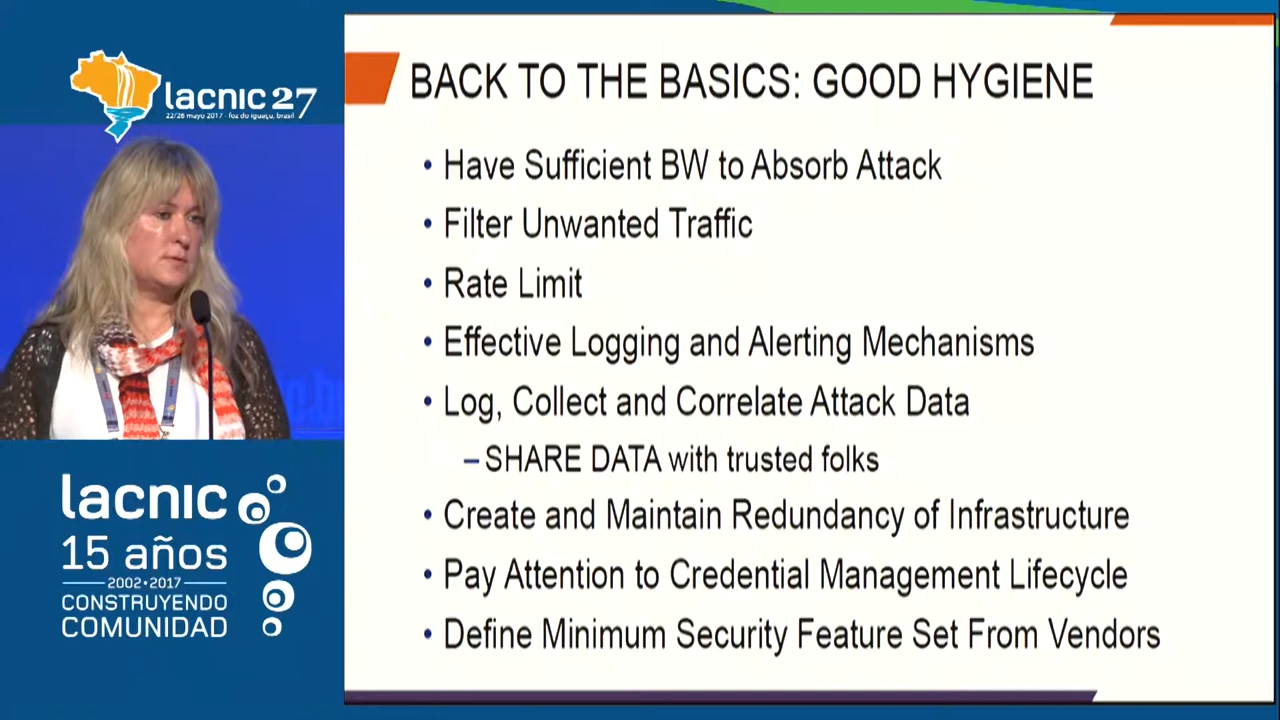 lacnic 27
22/26 mayo 2017 - foz do iguaçu, brasil
lacnic
15 años
2002•2017
CONSTRUYENDO
COMUNIDAD
BACK TO THE BASICS: GOOD HYGIENE
• Have Sufficient BW to Absorb Attack
• Filter Unwanted Traffic
• Rate Limit
• Effective Logging and Alerting Mechanisms
• Log, Collect and Correlate Attack Data
– SHARE DATA with trusted folks
• Create and Maintain Redundancy of Infrastructure
• Pay Attention to Credential Management Lifecycle
• Define Minimum Security Feature Set From Vendors